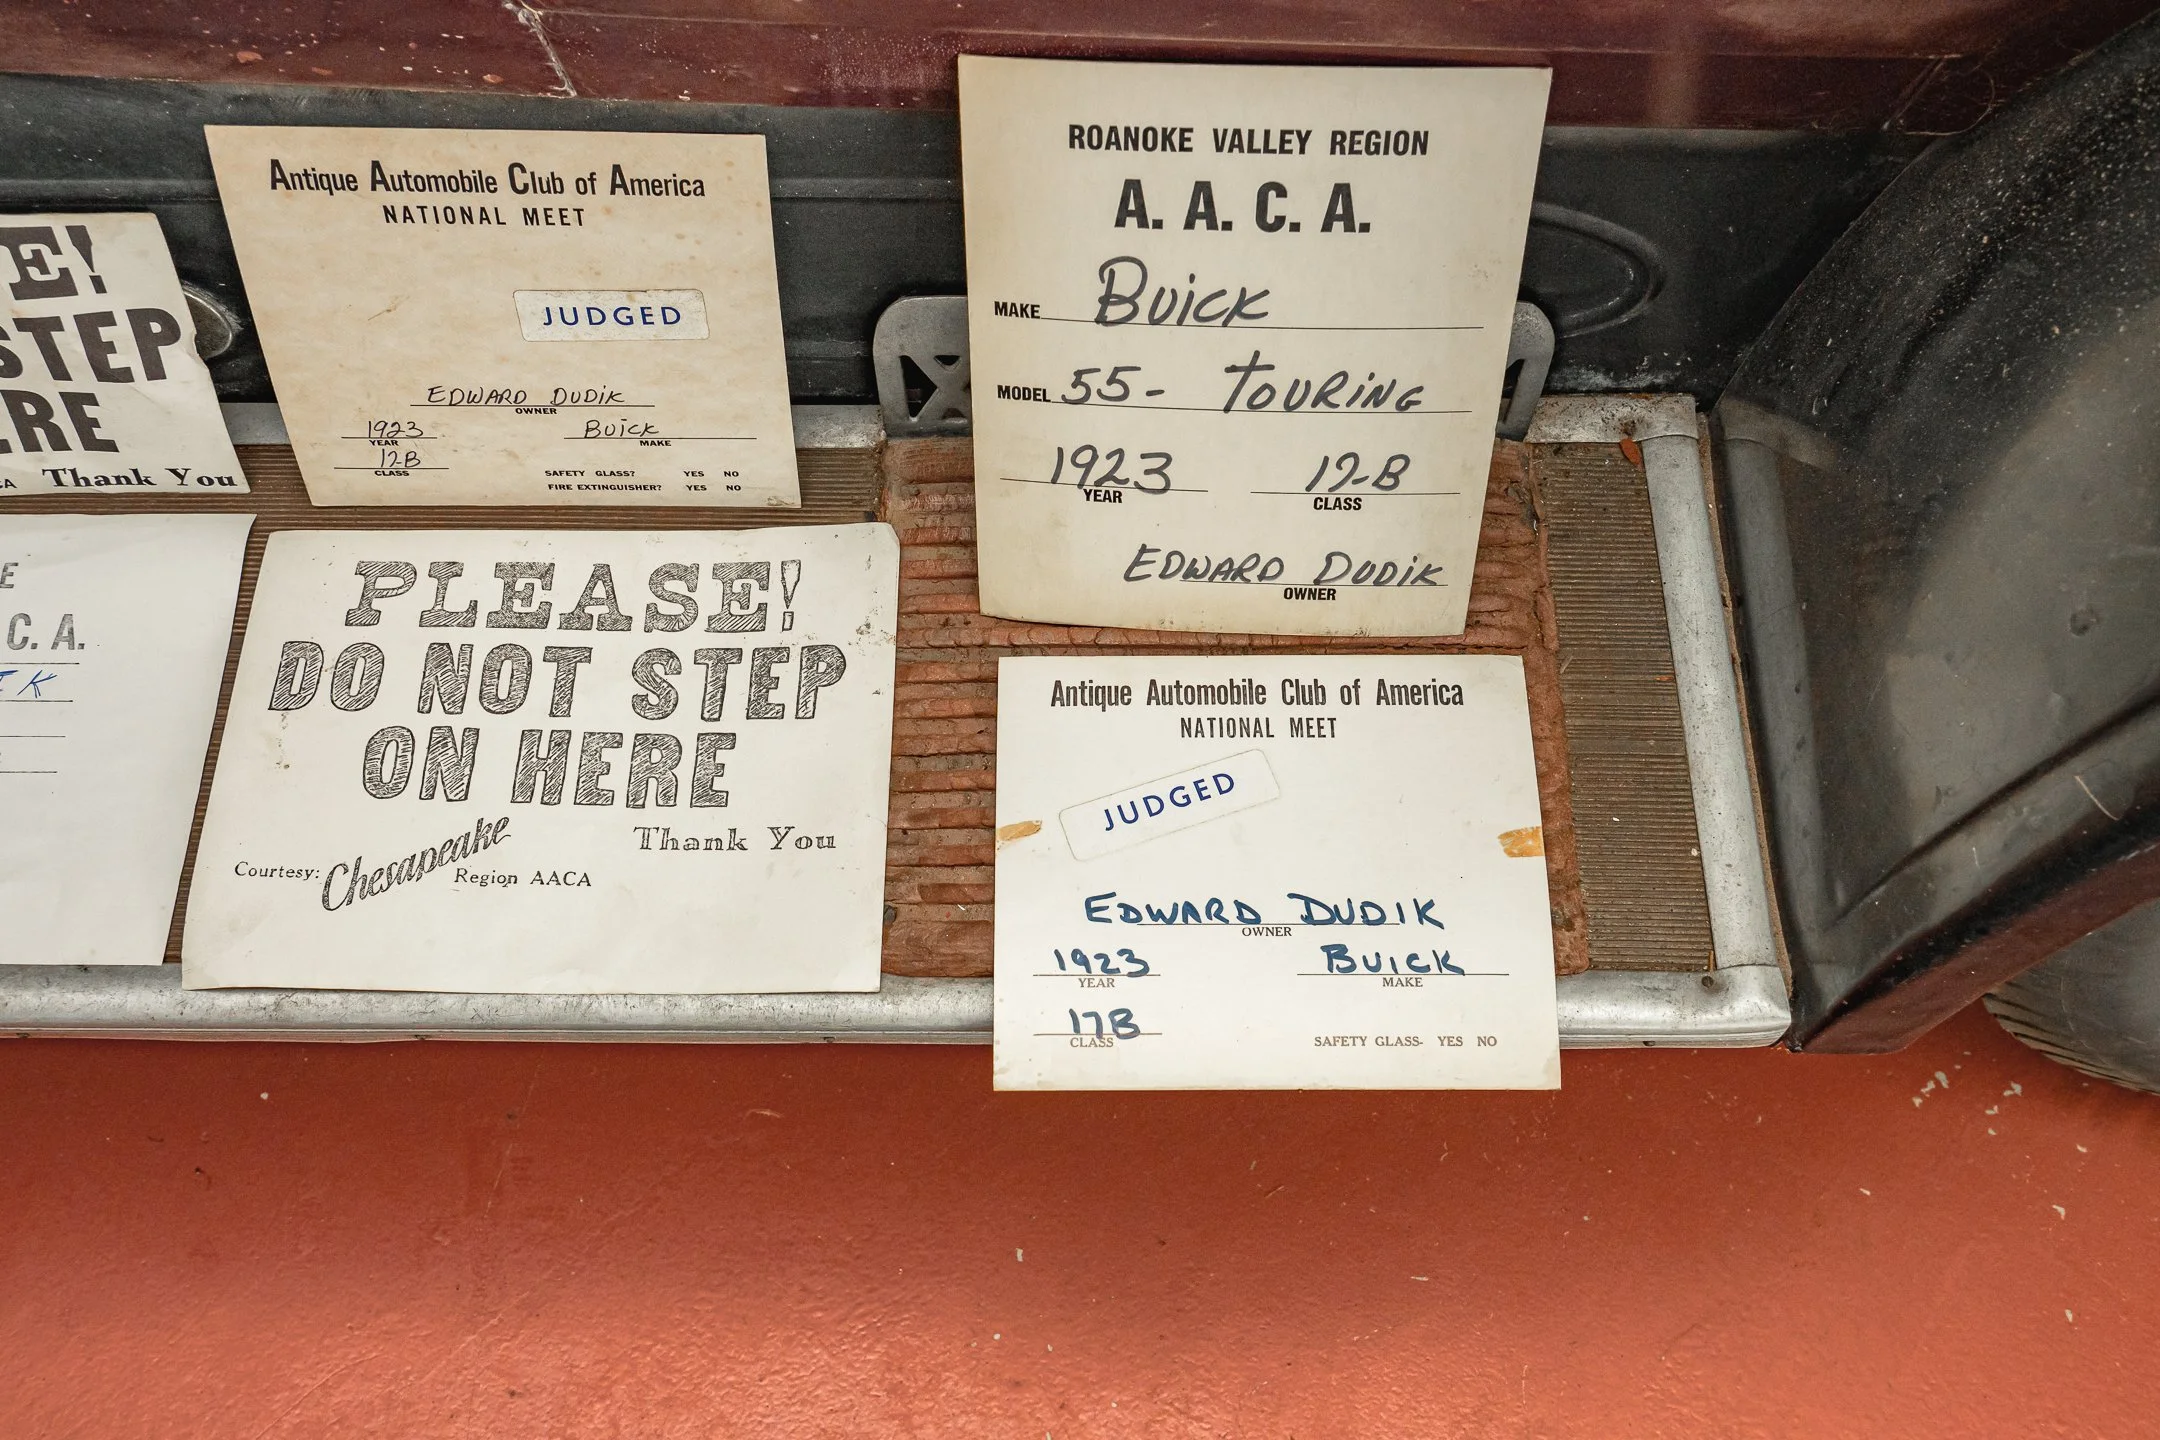 E!
STEP
ERE
CA Thank You
Antique Automobile Club of America
NATIONAL MEET
JUDGED
EDWARD DUDIK
OWNER
1923 BUICK
YEAR MAKE
12-B
CLASS
SAFETY GLASS? YES NO
FIRE EXTINGUISHER? YES NO
ROANOKE VALLEY REGION
A. A. C. A.
MAKE BUICK
MODEL 55- TOURING
1923 12-B
YEAR CLASS
EDWARD DUDIK
OWNER
E
C. A.
K
PLEASE!
DO NOT STEP
ON HERE
Thank You
Courtesy: Chesapeake Region AACA
Antique Automobile Club of America
NATIONAL MEET
JUDGED
EDWARD DUDIK
OWNER
1923 BUICK
YEAR MAKE
17B
CLASS
SAFETY GLASS- YES NO